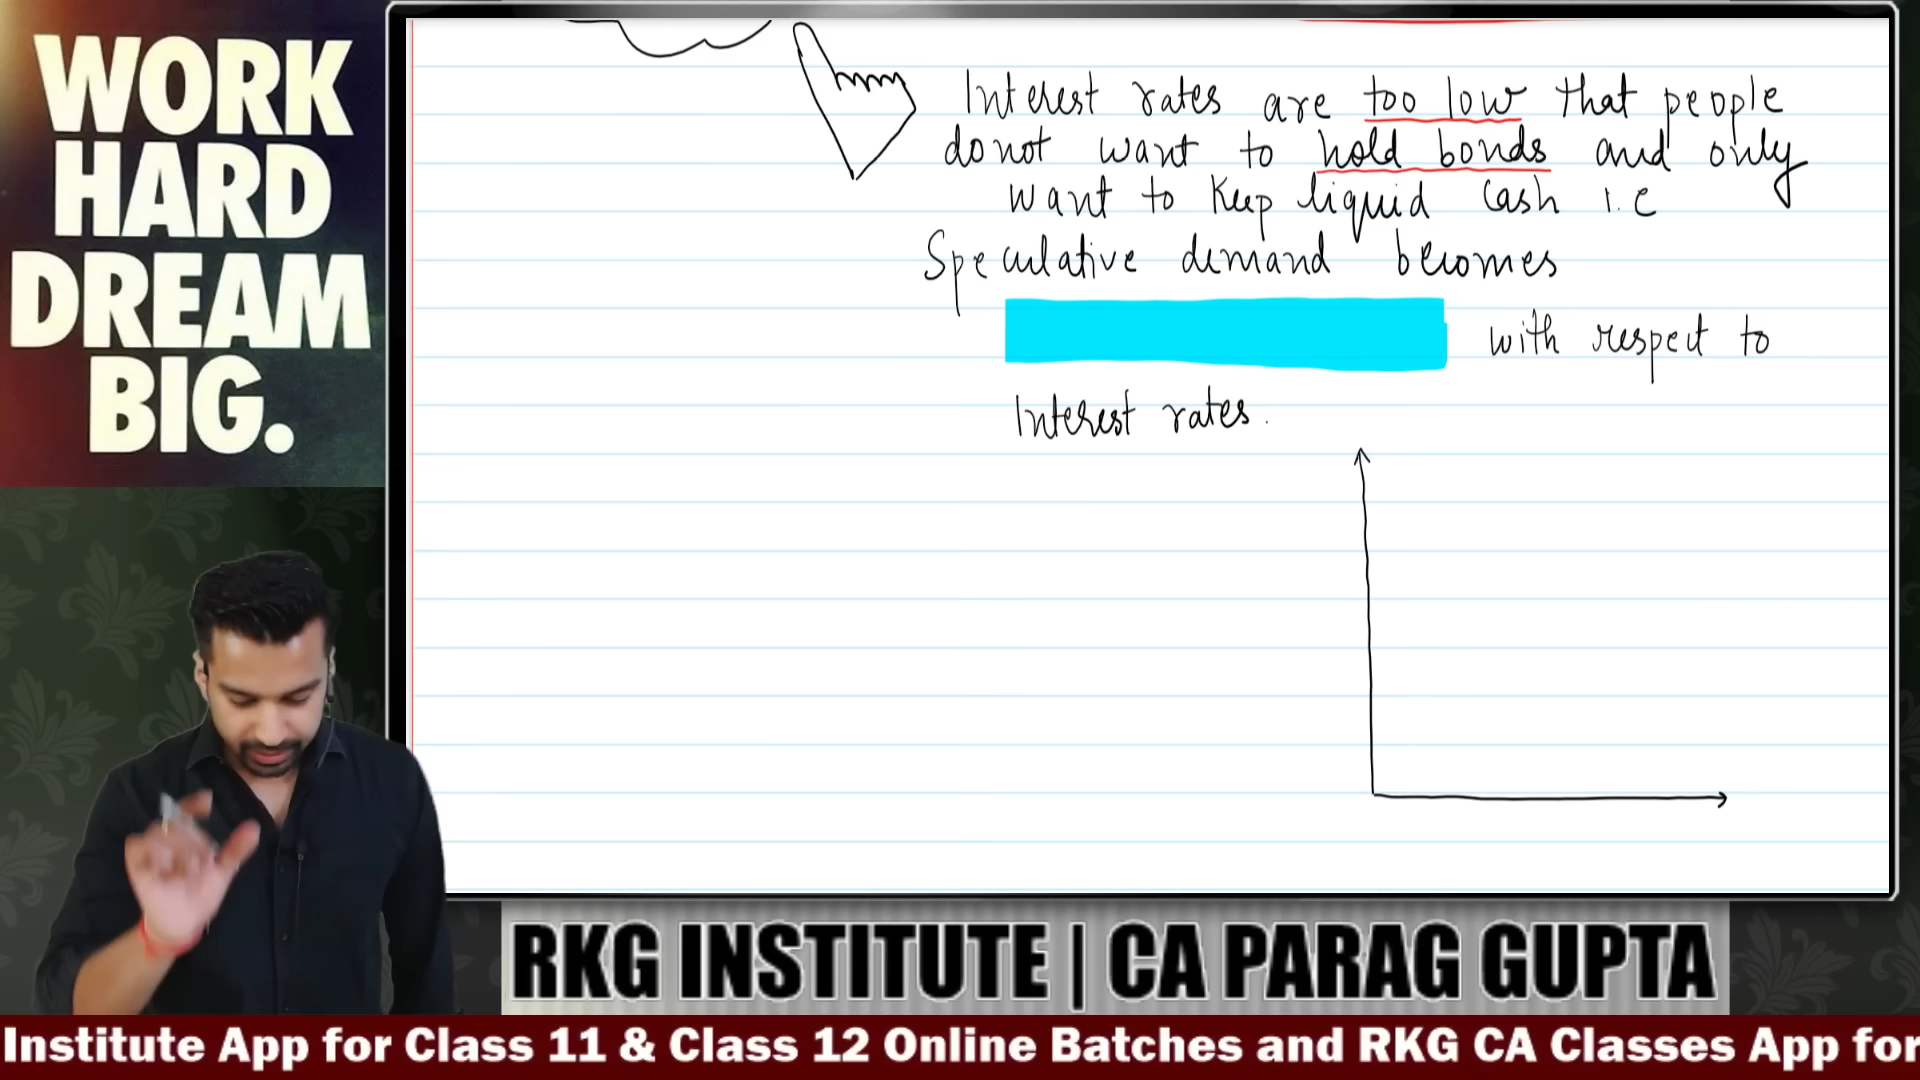 WORK
HARD
DREAM
BIG.
Interest rates are too low that people
do not want to hold bonds and only
want to keep liquid cash i.e
Speculative demand becomes
with respect to
Interest rates.
RKG INSTITUTE | CA PARAG GUPTA
Institute App for Class 11 & Class 12 Online Batches and RKG CA Classes App for